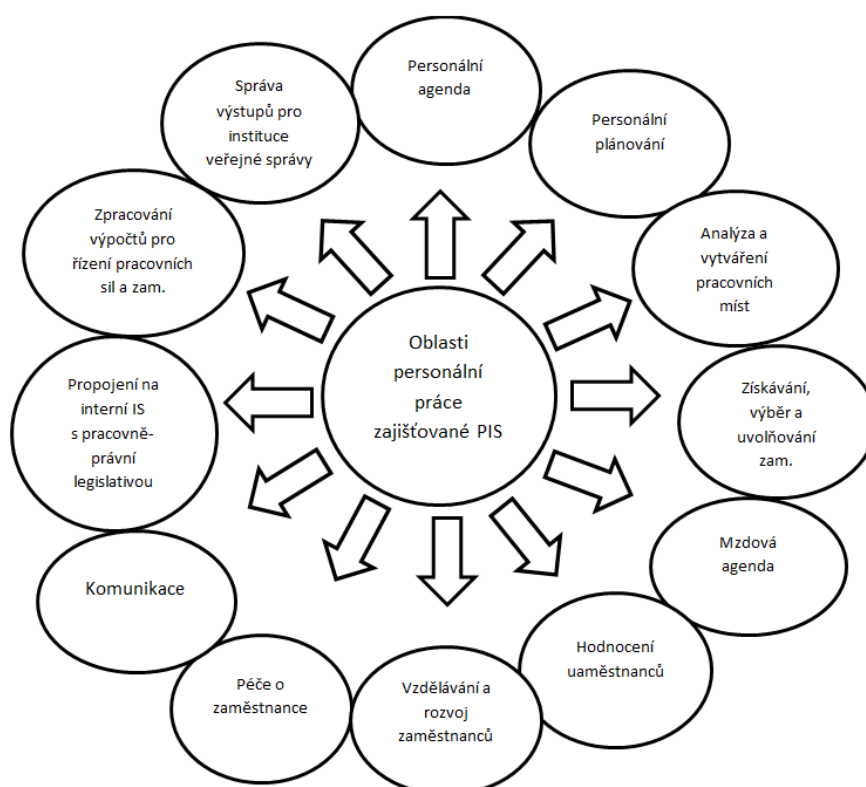 Personální
agenda
Personální
plánování
Analýza a
vytváření
pracovních
míst
Získávání,
výběr a
uvolňování
zam.
Mzdová
agenda
Hodnocení
uaměstnanců
Vzdělávání a
rozvoj
zaměstnanců
Péče o
zaměstnance
Komunikace
Propojení na
interní IS
s pracovně-
právní
legislativou
Zpracování
výpočtů pro
řízení pracovních
sil a zam.
Správa
výstupů pro
instituce
veřejné správy
Oblasti
personální
práce
zajišťované PIS